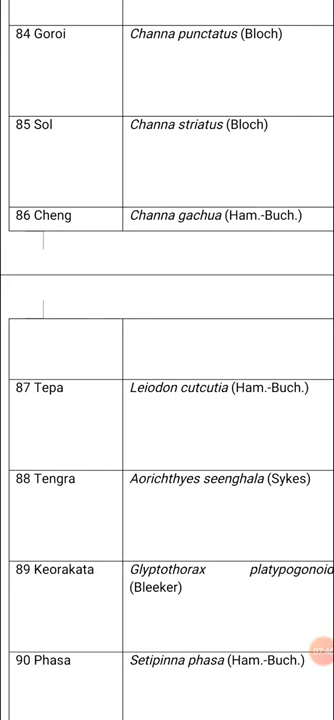 84 Goroi Channa punctatus (Bloch)
85 Sol Channa striatus (Bloch)
86 Cheng Channa gachua (Ham.-Buch.)
87 Tepa Leiodon cutcutia (Ham.-Buch.)
88 Tengra Aorichthyes seenghala (Sykes)
89 Keorakata Glyptothorax platypogonoid
(Bleeker)
90 Phasa Setipinna phasa (Ham.-Buch.)